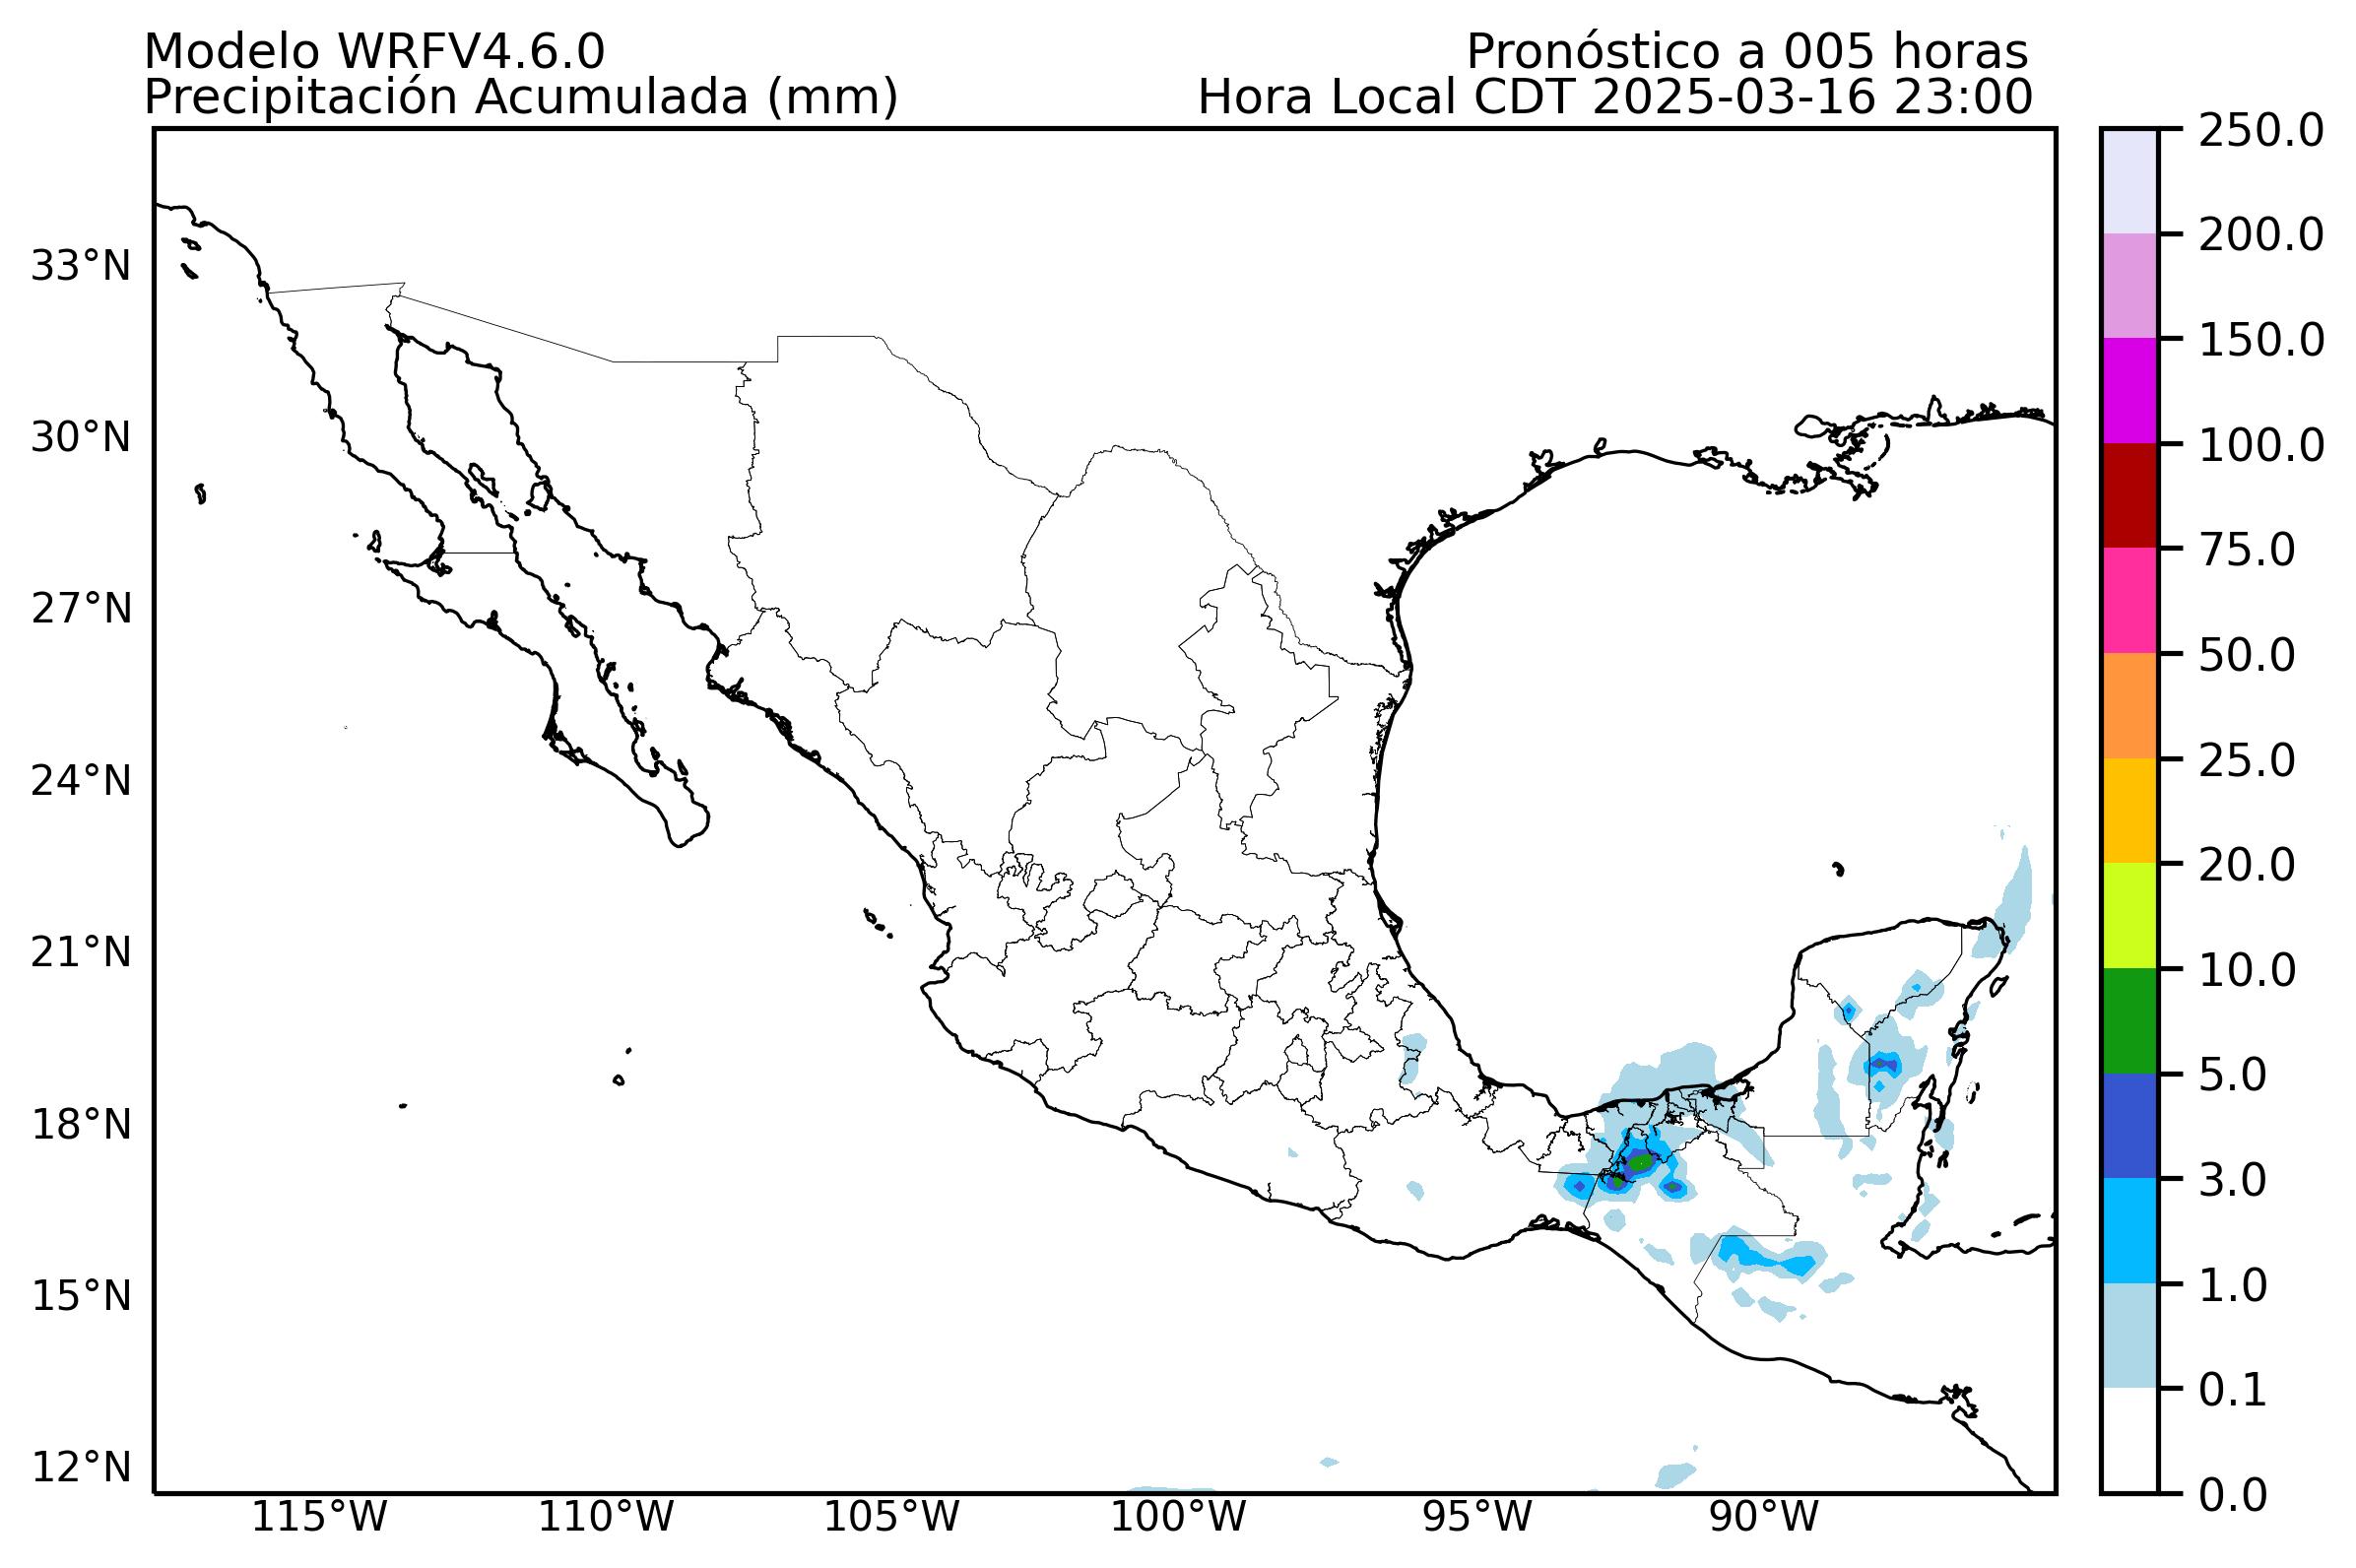 Modelo WRFV4.6.0
Pronóstico a 005 horas
Precipitación Acumulada (mm)
Hora Local CDT 2025-03-16 23:00
250.0
200.0
150.0
100.0
75.0
50.0
25.0
20.0
10.0
5.0
3.0
1.0
0.1
0.0
33°N
30°N
27°N
24°N
21°N
18°N
15°N
12°N
115°W
110°W
105°W
100°W
95°W
90°W